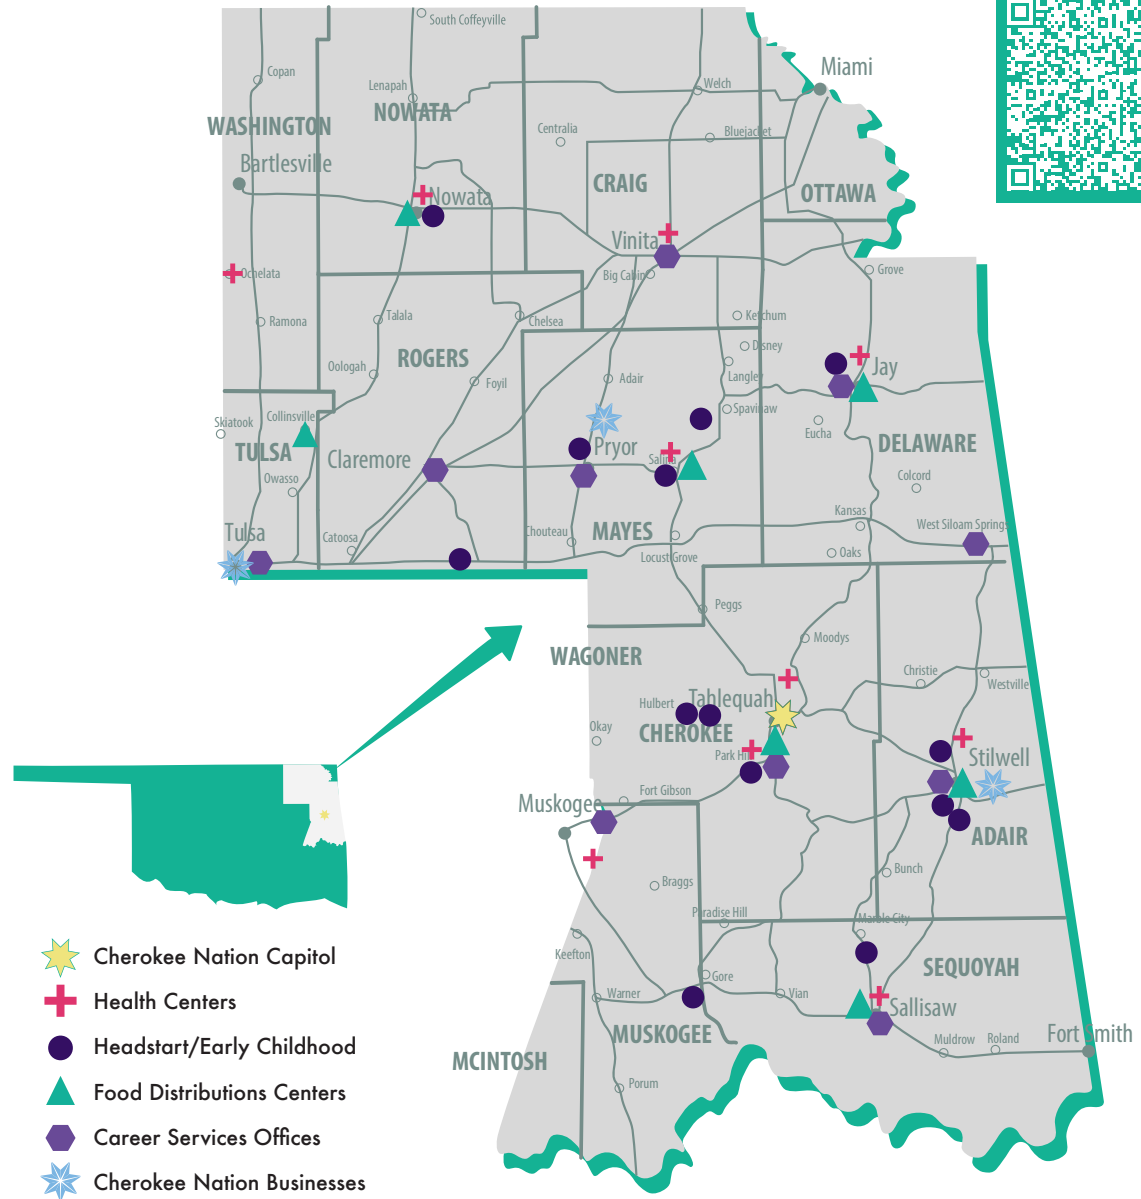 South Coffeyville
Copan
Miami
Lenapah
Welch
NOWATA
WASHINGTON
Centralia
Bluejacket
Bartlesville
CRAIG
OTTAWA
Nowata
Vinita
Ochelata
Big Cabin
Grove
Ramona
Talala
Chelsea
Ketchum
Disney
ROGERS
Oologah
Foyil
Adair
Langley
Jay
Skiatook
Collinsville
Spavinaw
Eucha
TULSA
Claremore
Pryor
Salina
DELAWARE
Owasso
Colcord
Tulsa
Catoosa
Chouteau
MAYES
Locust Grove
Kansas
West Siloam Springs
Oaks
Peggs
Moodys
WAGONER
Christie
Westville
Hulbert
Tahlequah
CHEROKEE
Okay
Park Hill
Stilwell
Muskogee
Fort Gibson
ADAIR
Braggs
Bunch
Paradise Hill
Marble City
Keefton
Gore
SEQUOYAH
Warner
Vian
Sallisaw
MUSKOGEE
Muldrow
Roland
Fort Smith
MCINTOSH
Porum
Cherokee Nation Capitol
Health Centers
Headstart/Early Childhood
Food Distributions Centers
Career Services Offices
Cherokee Nation Businesses